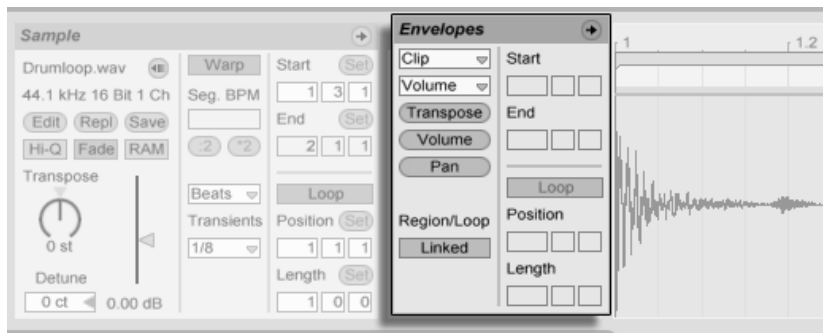 Sample
Drumloop.wav
44.1 kHz 16 Bit 1 Ch
Edit Repl Save
Hi-Q Fade RAM
Transpose
0 st
Detune
0 ct 0.00 dB
Warp
Seg. BPM
:2 *2
Beats
Transients
1/8
Start Set
1 3 1
End Set
2 1 1
Loop
Position Set
1 1 1
Length Set
1 0 0
Envelopes
Clip
Volume
Transpose
Volume
Pan
Region/Loop
Linked
Start
End
Loop
Position
Length
1 1.2